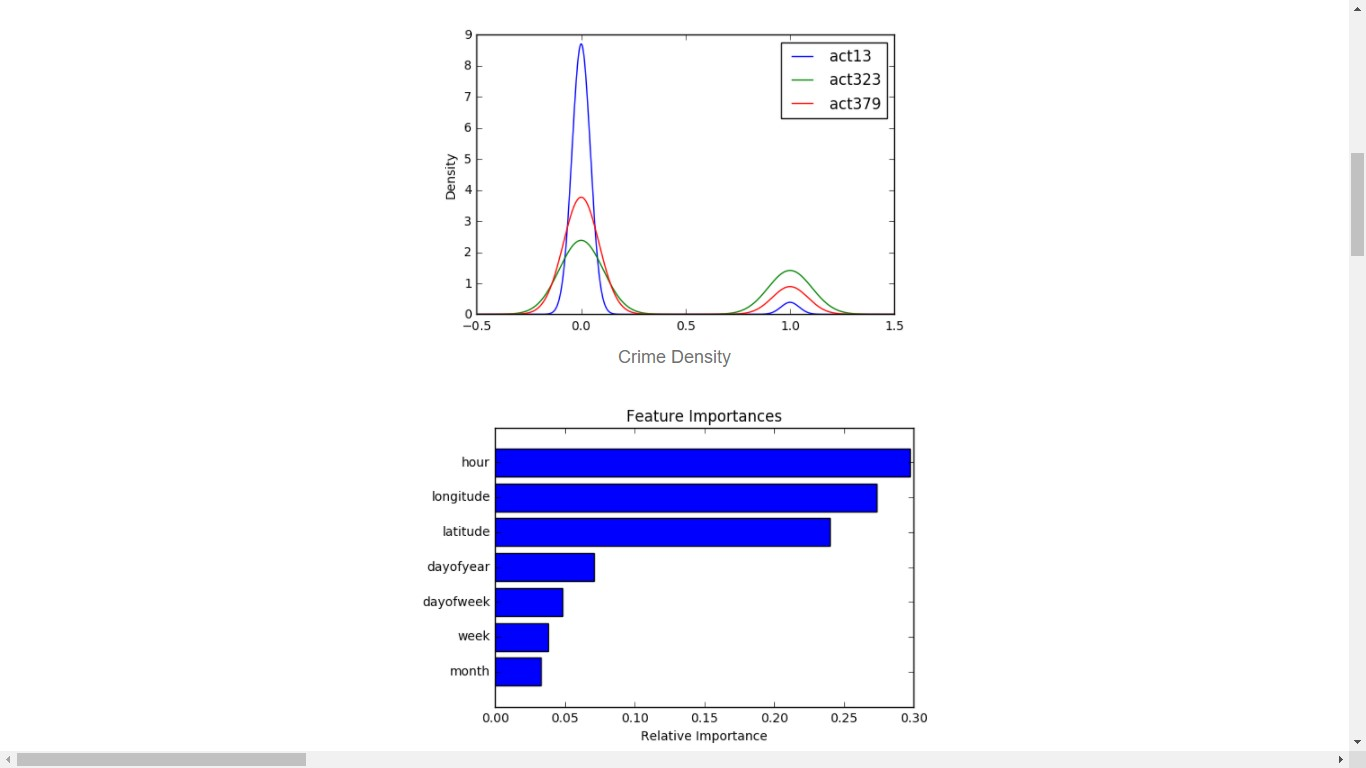 9
8
7
6
5
4
3
2
1
0
Density
act13
act323
act379
−0.5 0.0 0.5 1.0 1.5
Crime Density
Feature Importances
hour
longitude
latitude
dayofyear
dayofweek
week
month
0.00 0.05 0.10 0.15 0.20 0.25 0.30
Relative Importance